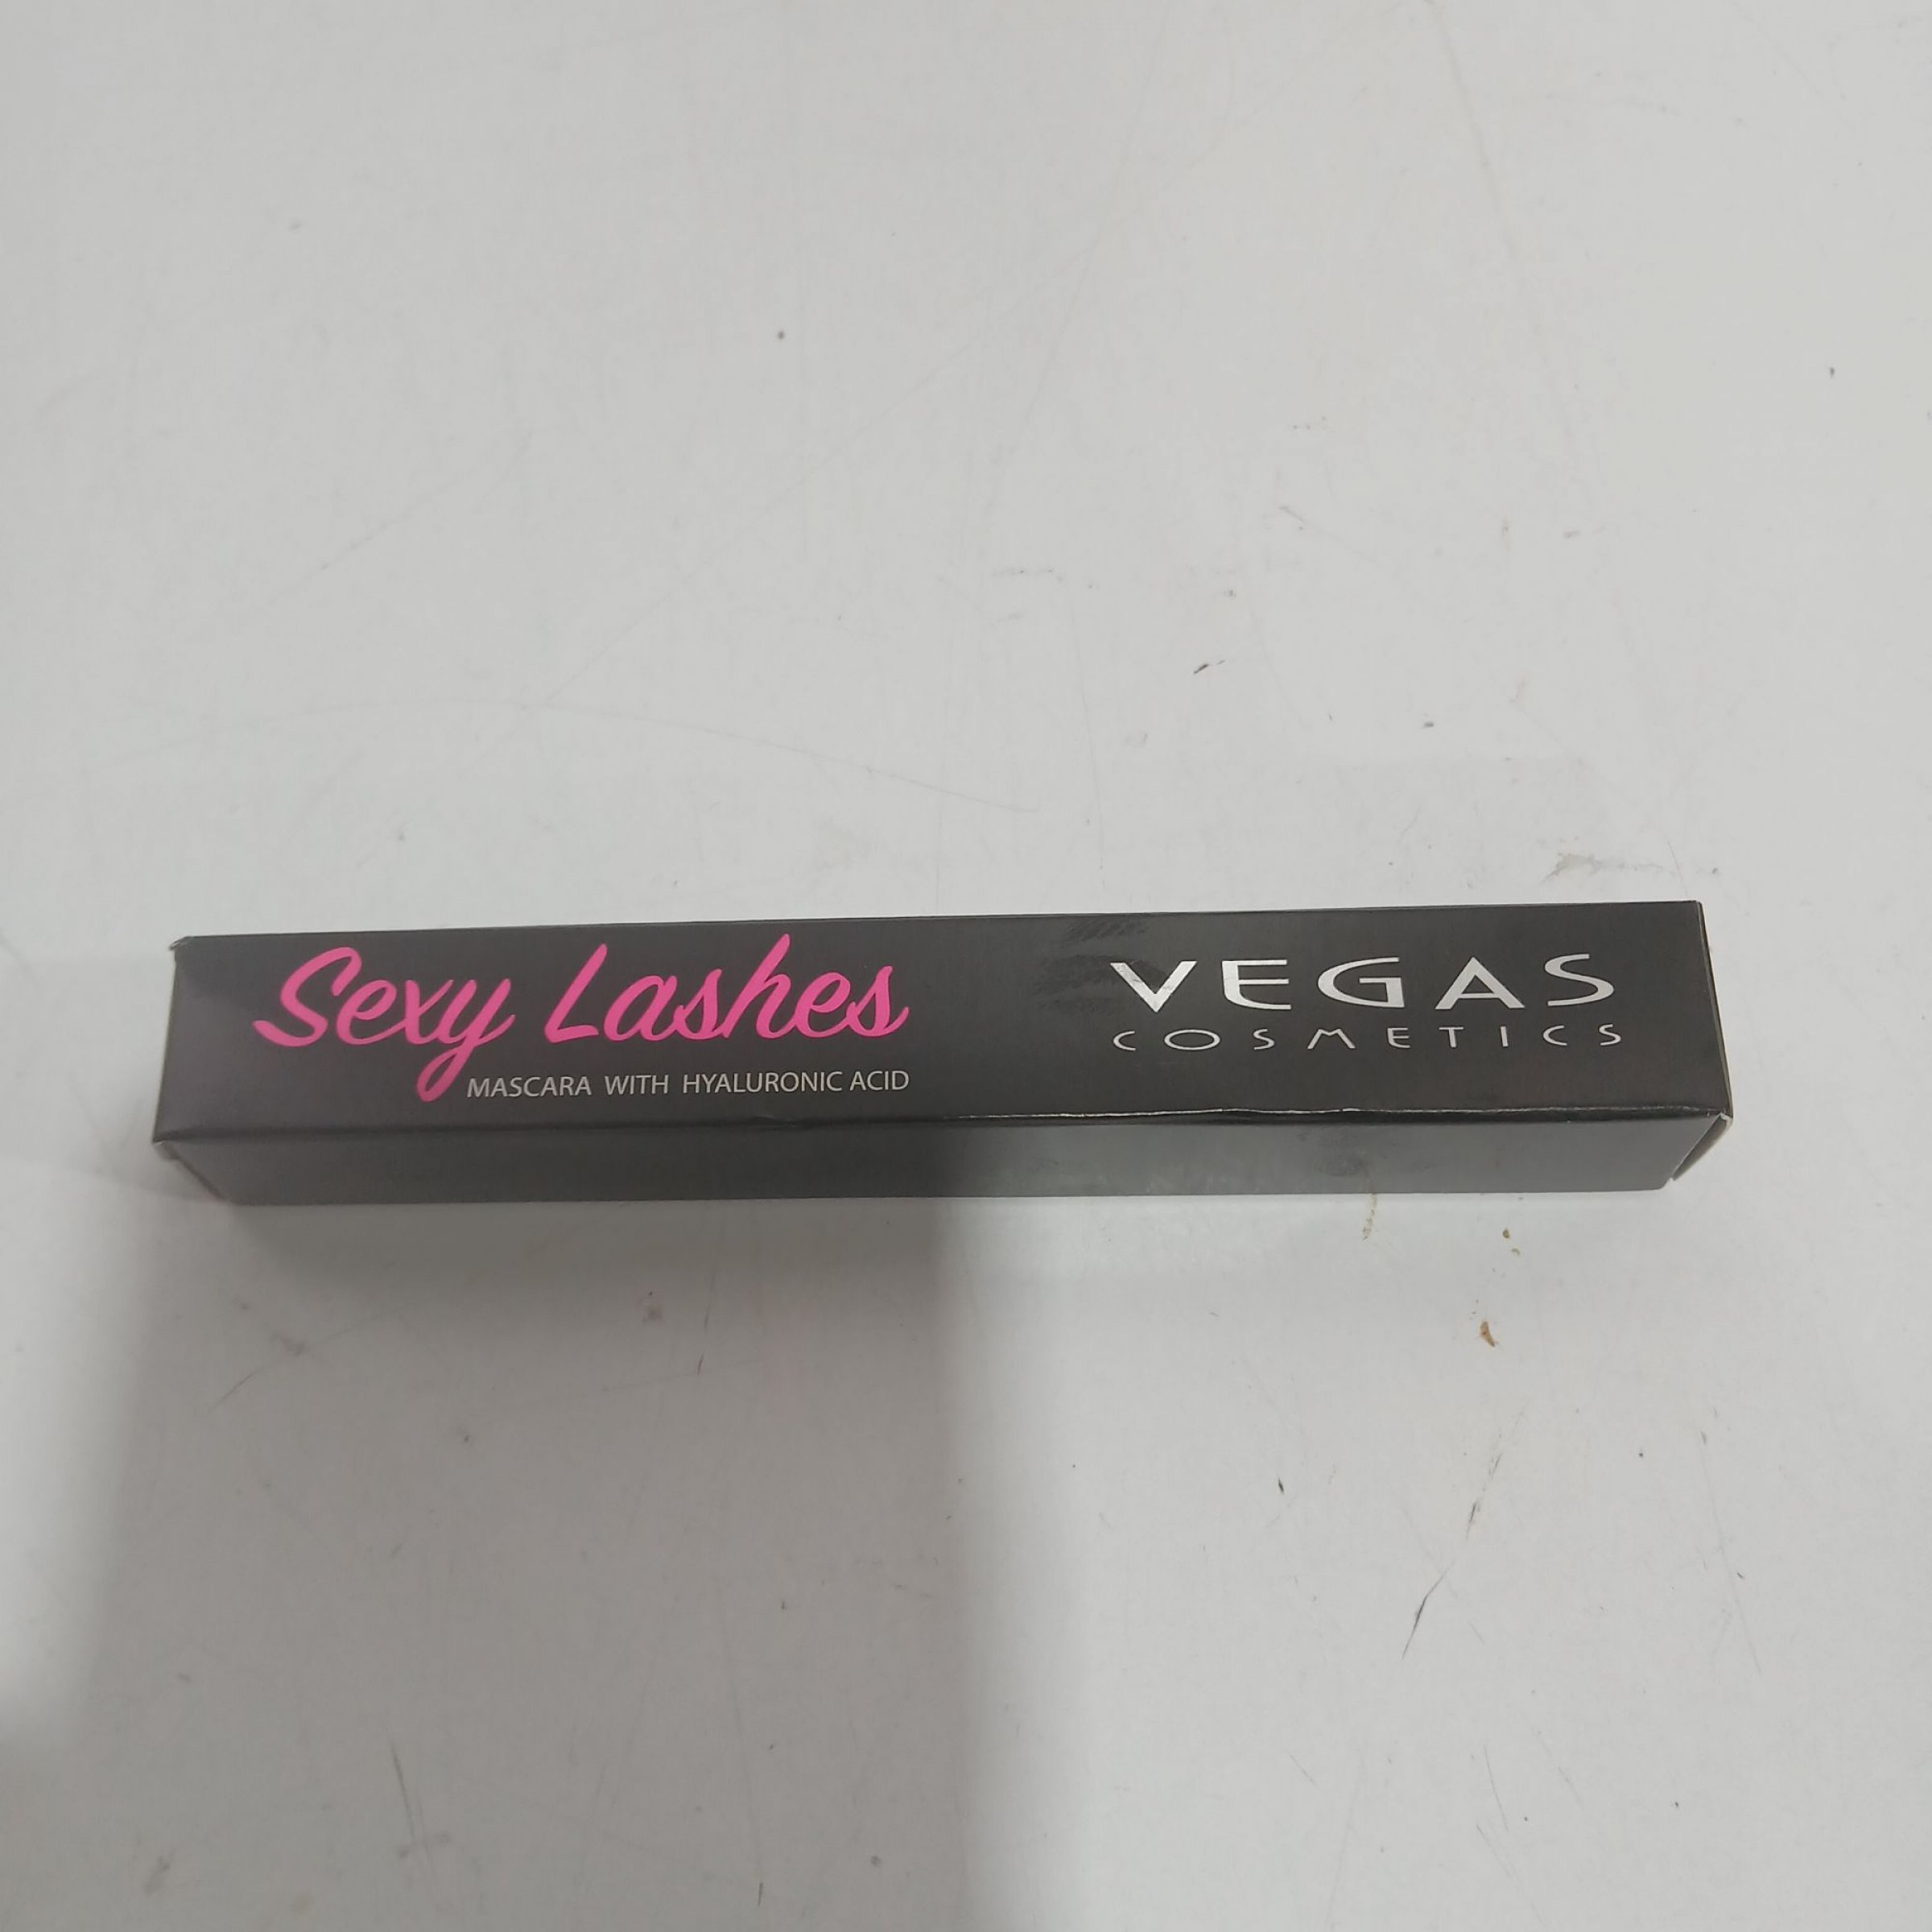 Sexy Lashes
MASCARA WITH HYALURONIC ACID
VEGAS
COSMETICS